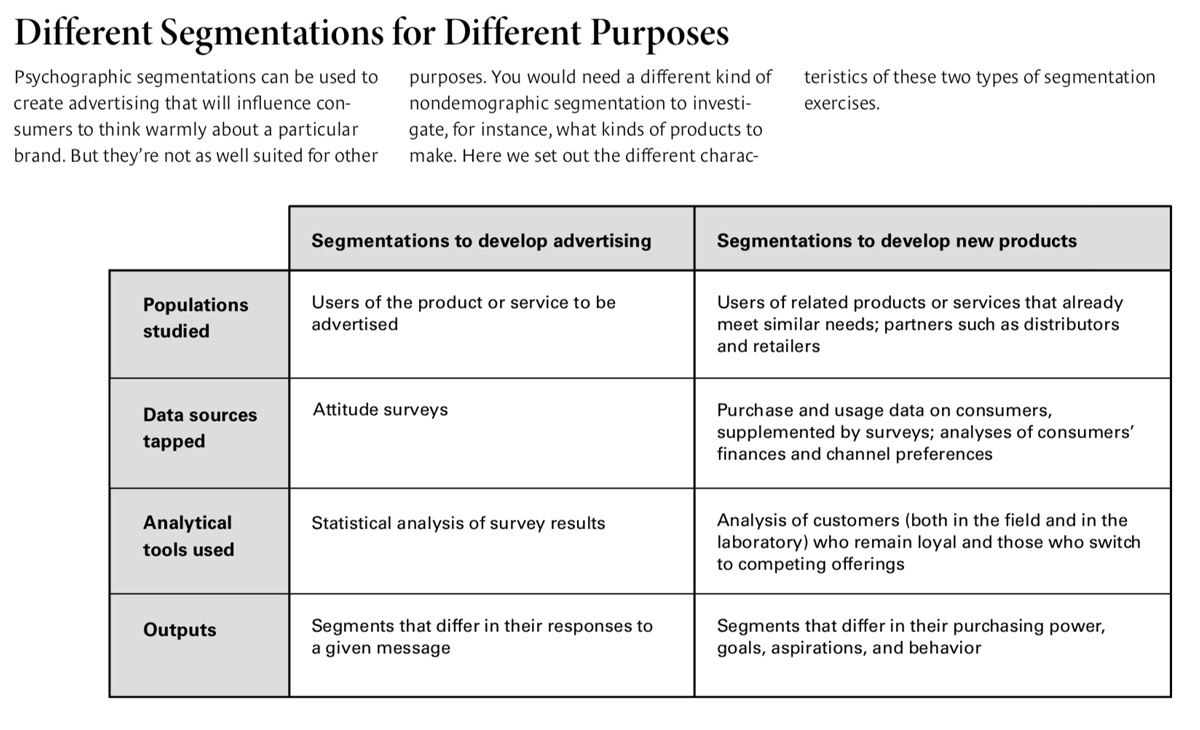 Different Segmentations for Different Purposes
Psychographic segmentations can be used to
create advertising that will influence con-
sumers to think warmly about a particular
brand. But they're not as well suited for other
purposes. You would need a different kind of
nondemographic segmentation to investi-
gate, for instance, what kinds of products to
make. Here we set out the different charac-
teristics of these two types of segmentation
exercises.
Segmentations to develop advertising
Segmentations to develop new products
Populations
studied
Users of the product or service to be
advertised
Users of related products or services that already
meet similar needs; partners such as distributors
and retailers
Data sources
tapped
Attitude surveys
Purchase and usage data on consumers,
supplemented by surveys; analyses of consumers'
finances and channel preferences
Analytical
tools used
Statistical analysis of survey results
Analysis of customers (both in the field and in the
laboratory) who remain loyal and those who switch
to competing offerings
Outputs
Segments that differ in their responses to
a given message
Segments that differ in their purchasing power,
goals, aspirations, and behavior